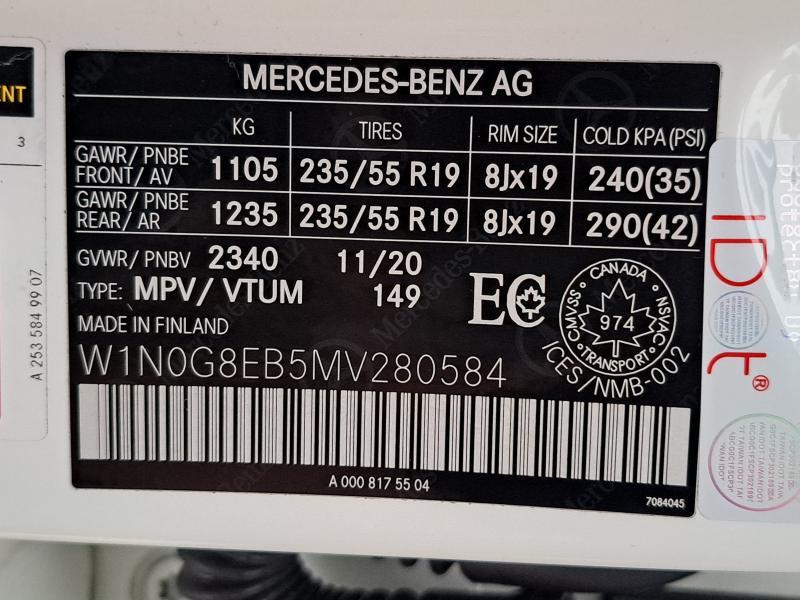 ENT
3
A 253 584 99 07
MERCEDES-BENZ AG
KG TIRES RIM SIZE COLD KPA (PSI)
GAWR/ PNBE
FRONT/ AV 1105 235/55 R19 8Jx19 240(35)
GAWR/ PNBE
REAR/ AR 1235 235/55 R19 8Jx19 290(42)
GVWR/ PNBV 2340 11/20
TYPE: MPV/ VTUM 149
EC
CANADA
CMVSS 974 NSVAC
TRANSPORT
ICES/NMB-002
MADE IN FINLAND
W1N0G8EB5MV280584
A 000 817 55 04
7084045
IDot®